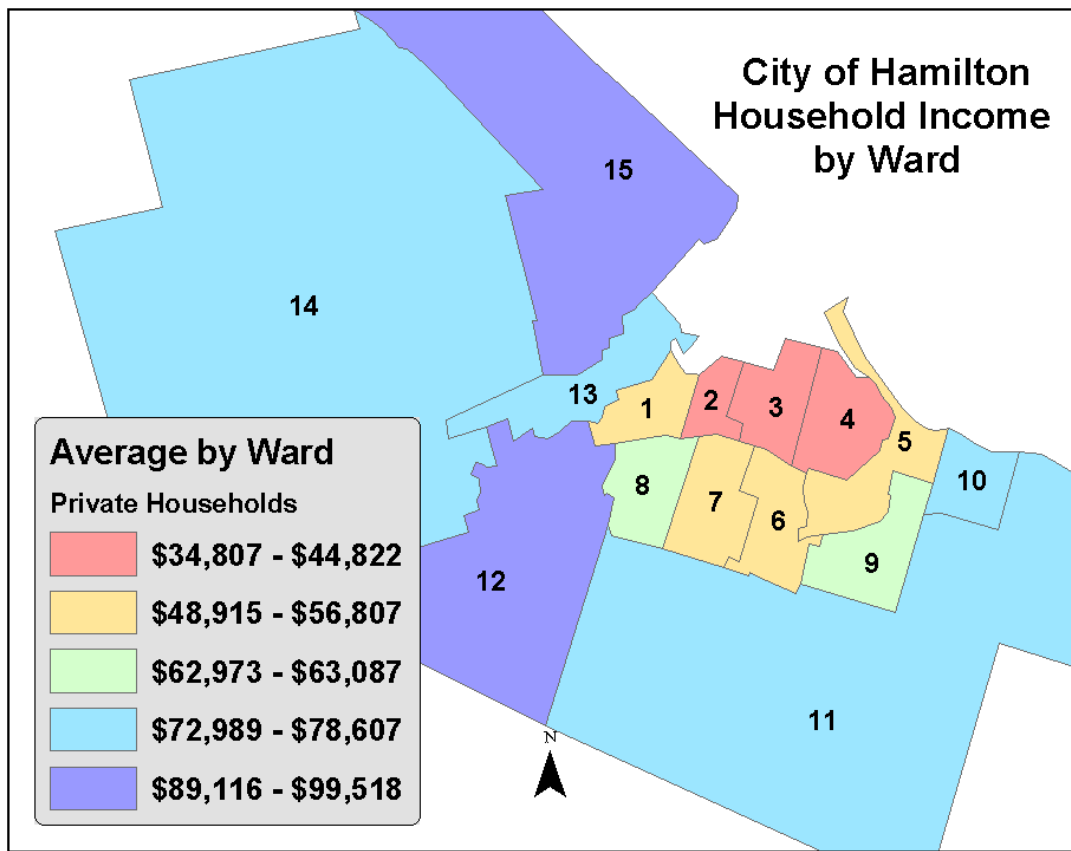 City of Hamilton
Household Income
by Ward
15
14
13
1
2
3
4
5
10
8
7
6
9
12
11
Average by Ward
Private Households
$34,807 - $44,822
$48,915 - $56,807
$62,973 - $63,087
$72,989 - $78,607
$89,116 - $99,518
N